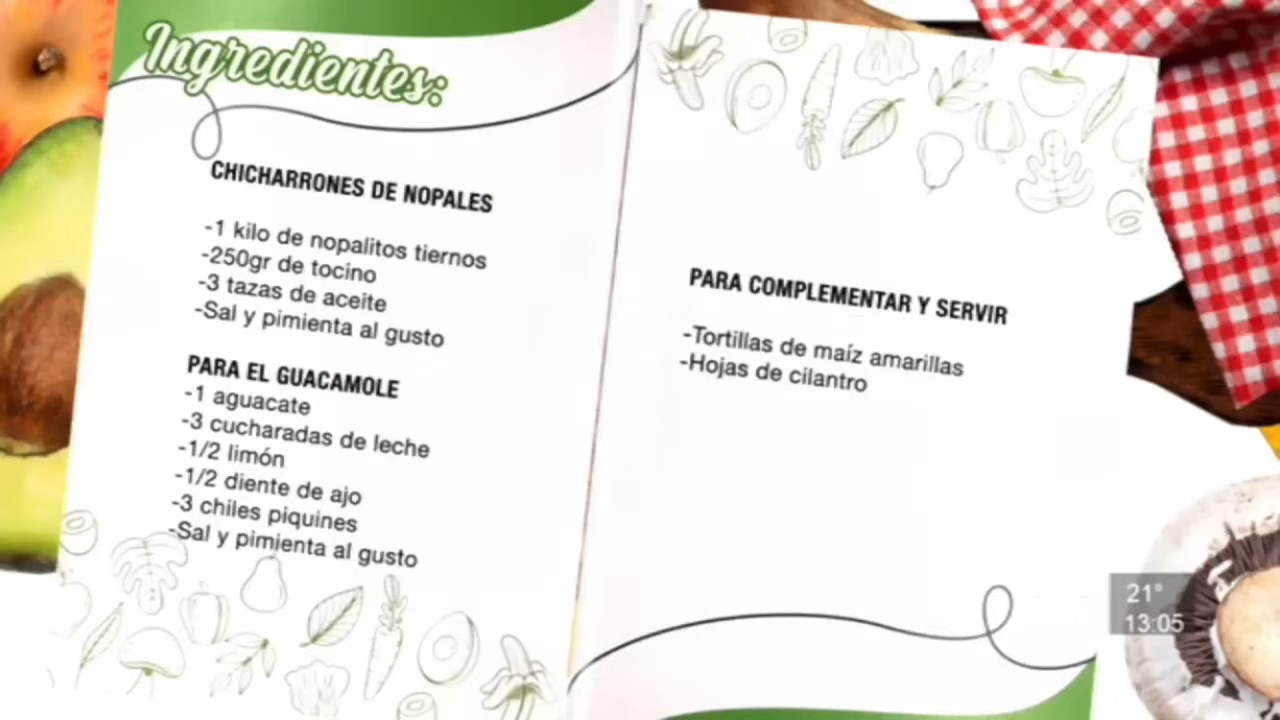 Ingredientes:
CHICHARRONES DE NOPALES
-1 kilo de nopalitos tiernos
-250gr de tocino
-3 tazas de aceite
-Sal y pimienta al gusto
PARA EL GUACAMOLE
-1 aguacate
-3 cucharadas de leche
-1/2 limón
-1/2 diente de ajo
-3 chiles piquines
-Sal y pimienta al gusto
PARA COMPLEMENTAR Y SERVIR
-Tortillas de maíz amarillas
-Hojas de cilantro
21°
13:05